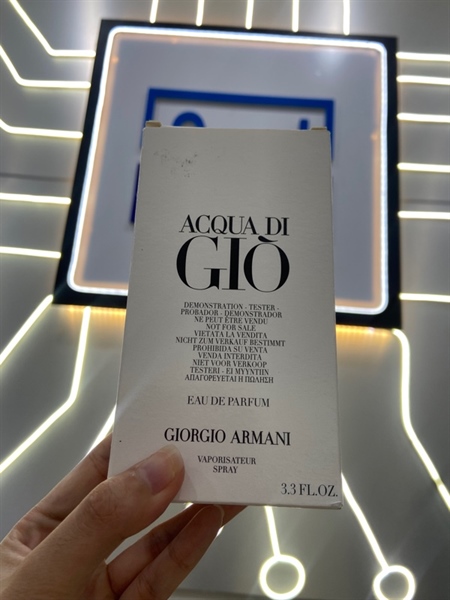 ACQUA DI
GIÒ
DEMONSTRATION - TESTER -
PROBADOR - DEMONSTRADOR
NE PEUT ÊTRE VENDU
NOT FOR SALE
VIETATA LA VENDITA
NICHT ZUM VERKAUF BESTIMMT
PROHIBIDA SU VENTA
VENDA INTERDITA
NIET VOOR VERKOOP
TESTERI - EI MYYNTIIN
ΑΠΑΓΟΡΕΥΕΤΑΙ Η ΠΩΛΗΣΗ
EAU DE PARFUM
GIORGIO ARMANI
VAPORISATEUR
SPRAY
3.3 FL.OZ.